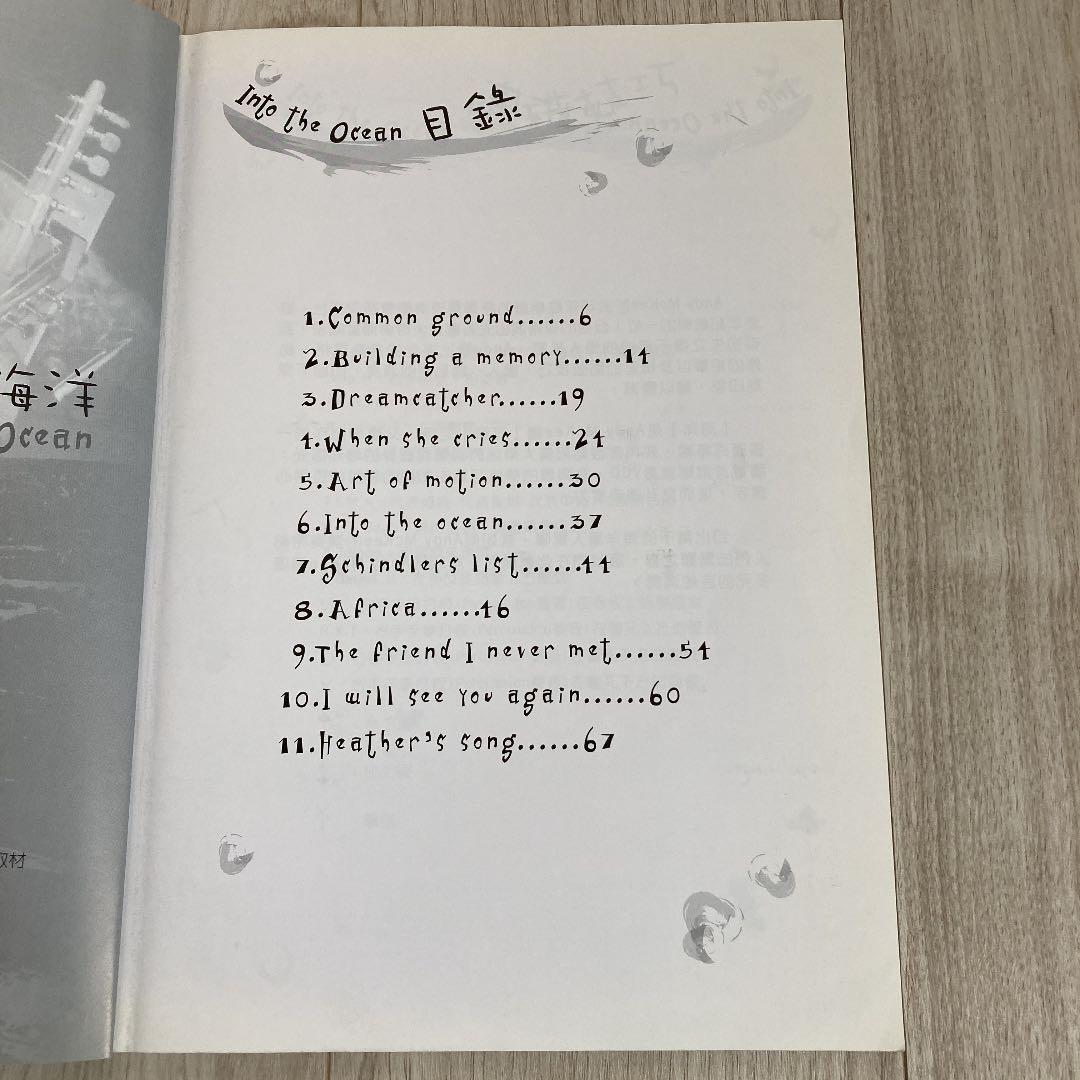 海洋
Ocean
取材
Into the Ocean 目錄
1.Common ground......6
2.Building a memory......14
3.Dreamcatcher......19
4.When she cries......24
5.Art of motion......30
6.Into the ocean......37
7.Schindlers list......44
8.Africa......46
9.The friend I never met......54
10.I will see you again......60
11.Heather's song......67